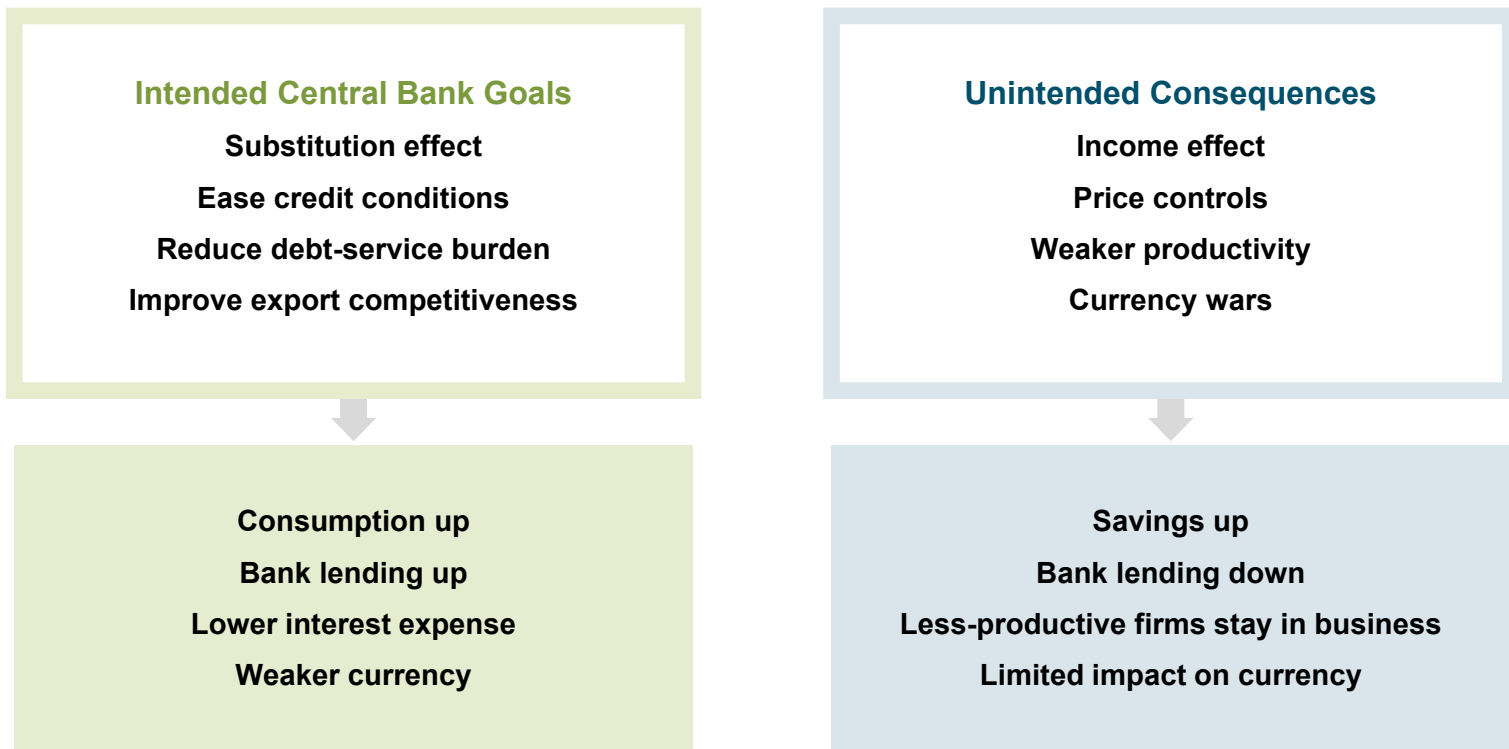 Intended Central Bank Goals
Substitution effect
Ease credit conditions
Reduce debt-service burden
Improve export competitiveness
Consumption up
Bank lending up
Lower interest expense
Weaker currency
Unintended Consequences
Income effect
Price controls
Weaker productivity
Currency wars
Savings up
Bank lending down
Less-productive firms stay in business
Limited impact on currency